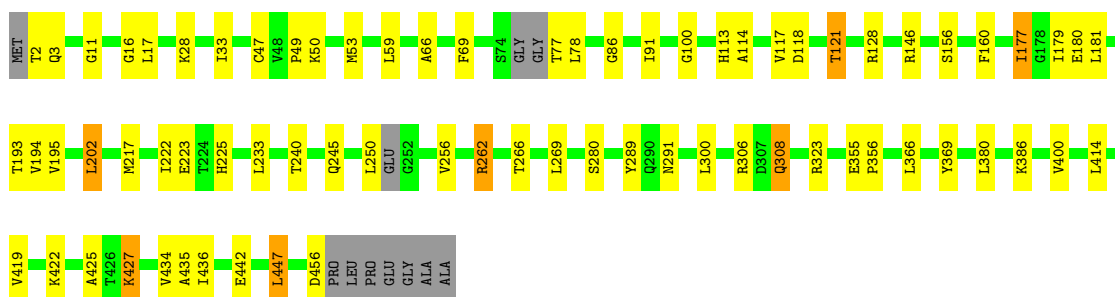 MET T2 Q3 G11 G16 L17 K28 I33 C47 V48 P49 K50 M53 L59 A66 F69 S74 GLY GLY T77 L78 G86 I91 G100 H113 A114 V117 D118 T121 R128 R146 S156 F160 I177 G178 I179 E180 L181
T193 V194 V195 L202 M217 I222 E223 T224 H225 L233 T240 Q245 L250 GLU G252 V256 R262 T266 L269 S280 Y289 Q290 N291 L300 R306 D307 Q308 R323 E355 P356 L366 Y369 L380 K386 V400 L414
V419 K422 A425 T426 K427 V434 A435 I436 E442 L447 D456 PRO LEU PRO GLU GLY ALA ALA